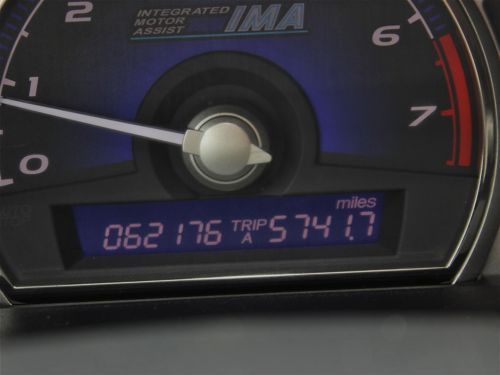 INTEGRATED
MOTOR
ASSIST
IMA
2
6
1
7
0
miles
062176 TRIP A 5741.7